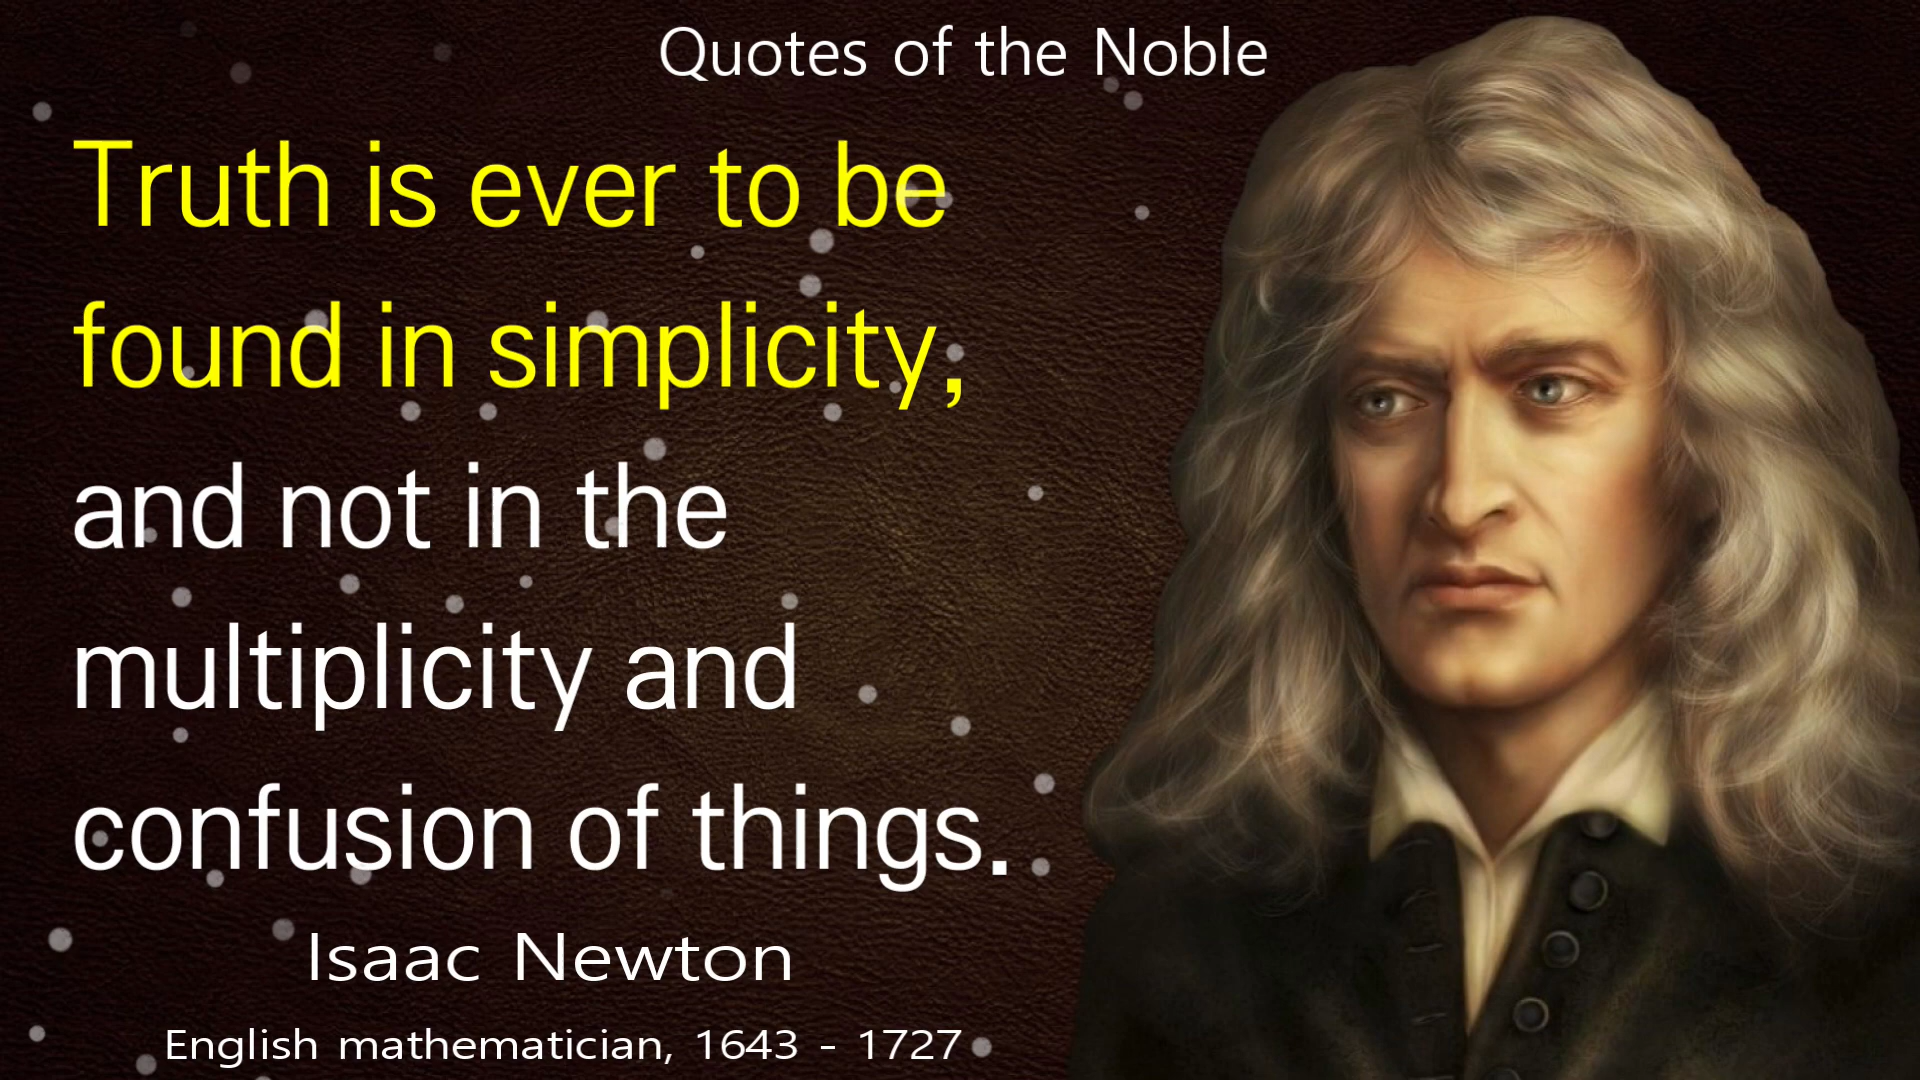 Quotes of the Noble
Truth is ever to be
found in simplicity,
and not in the
multiplicity and
confusion of things.
Isaac Newton
English mathematician, 1643 - 1727